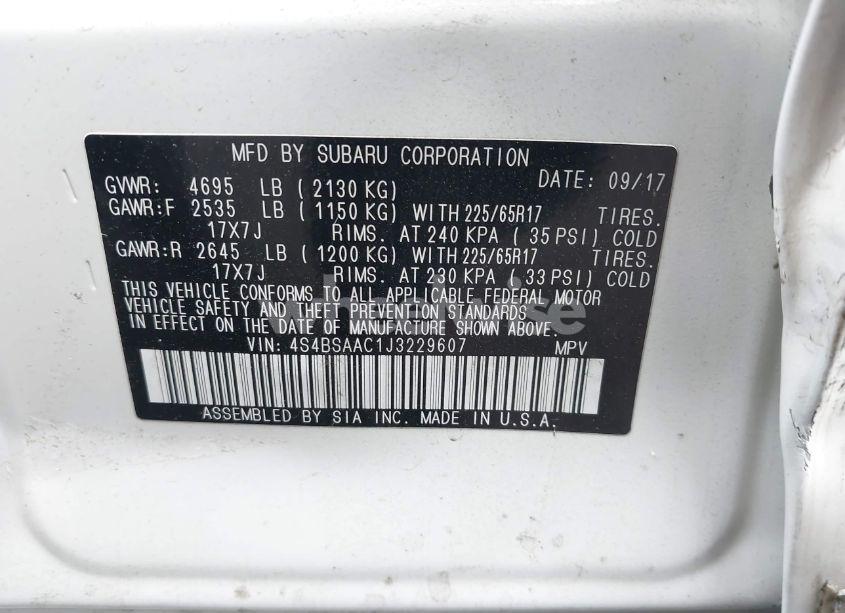 MFD BY SUBARU CORPORATION
DATE: 09/17
GVWR: 4695 LB ( 2130 KG)
GAWR:F 2535 LB ( 1150 KG) WITH 225/65R17 TIRES.
17X7J RIMS. AT 240 KPA ( 35 PSI) COLD
GAWR:R 2645 LB ( 1200 KG) WITH 225/65R17 TIRES.
17X7J RIMS. AT 230 KPA ( 33 PSI) COLD
THIS VEHICLE CONFORMS TO ALL APPLICABLE FEDERAL MOTOR
VEHICLE SAFETY AND THEFT PREVENTION STANDARDS
IN EFFECT ON THE DATE OF MANUFACTURE SHOWN ABOVE.
VIN: 4S4BSAAC1J3229607 MPV
ASSEMBLED BY SIA INC. MADE IN U.S.A.